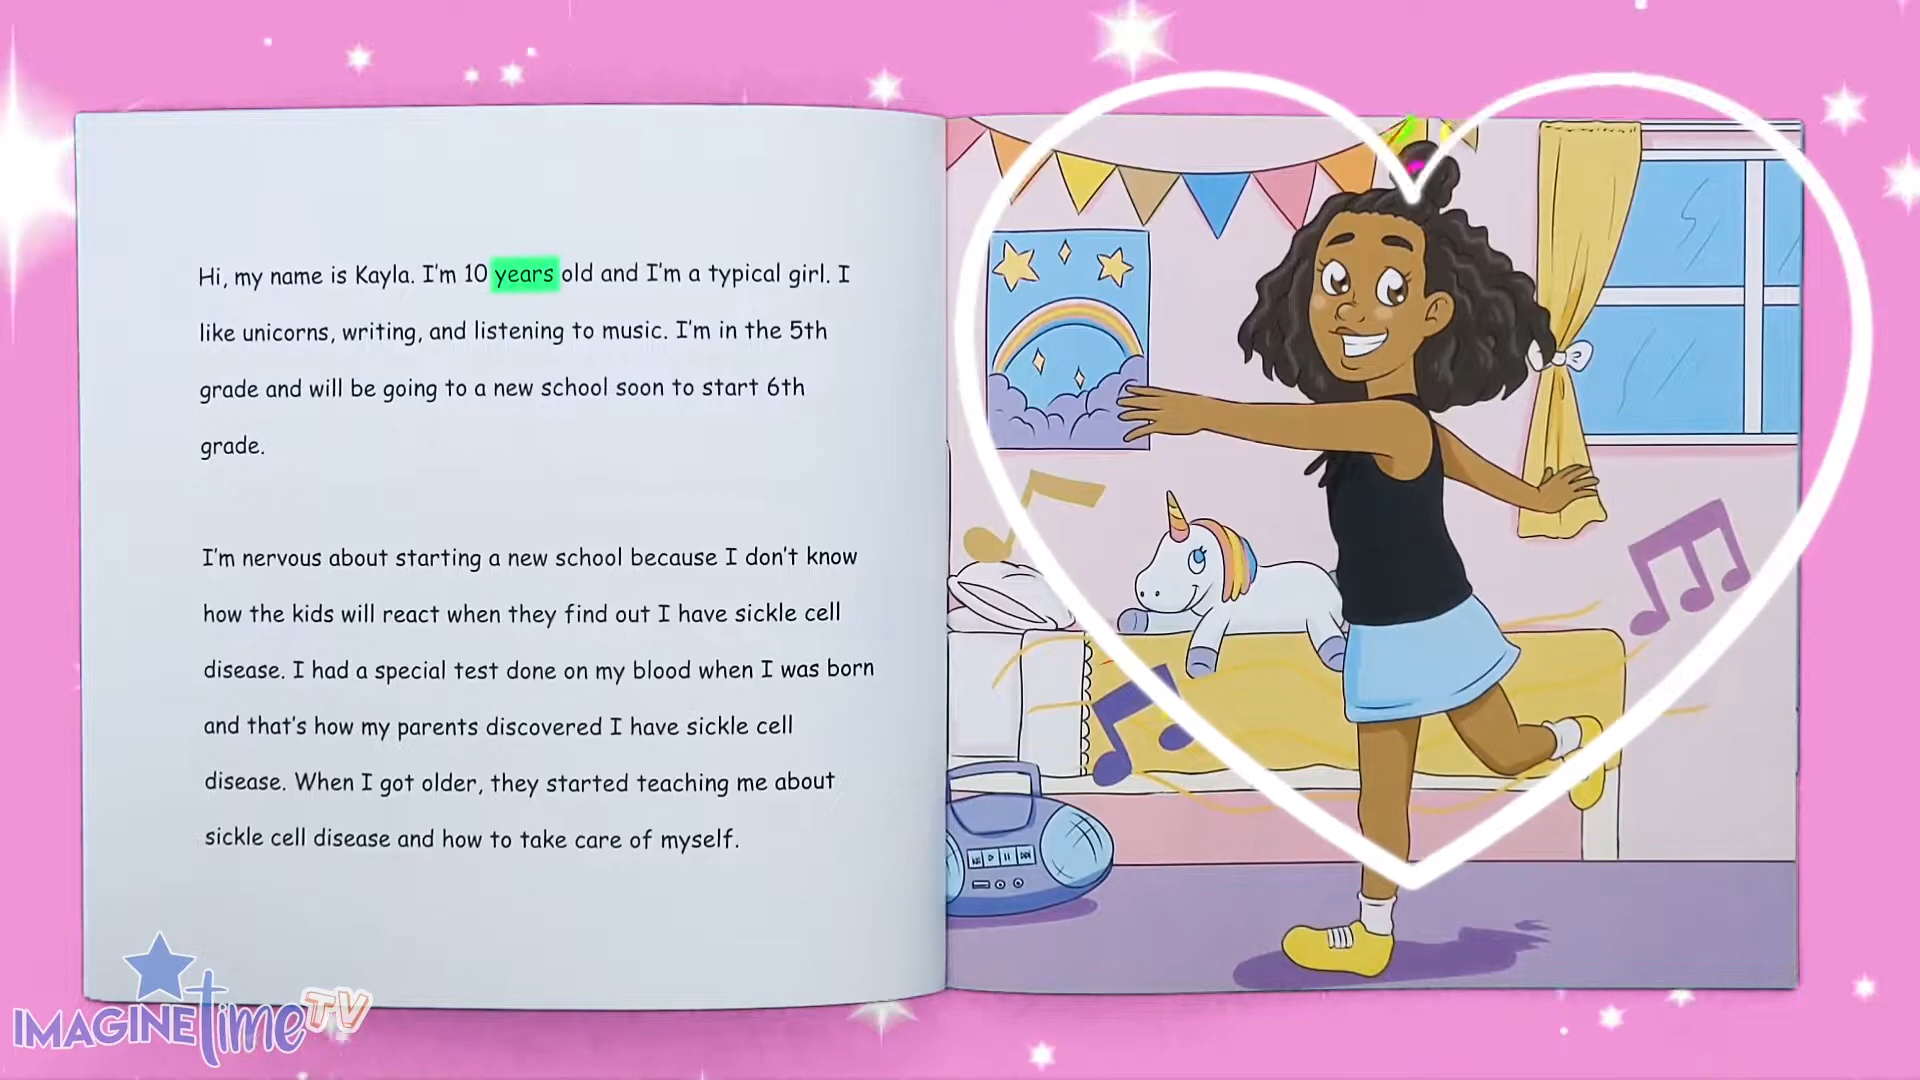 Hi, my name is Kayla. I'm 10 years old and I'm a typical girl. I
like unicorns, writing, and listening to music. I'm in the 5th
grade and will be going to a new school soon to start 6th
grade.
I'm nervous about starting a new school because I don't know
how the kids will react when they find out I have sickle cell
disease. I had a special test done on my blood when I was born
and that's how my parents discovered I have sickle cell
disease. When I got older, they started teaching me about
sickle cell disease and how to take care of myself.
IMAGINE time TV